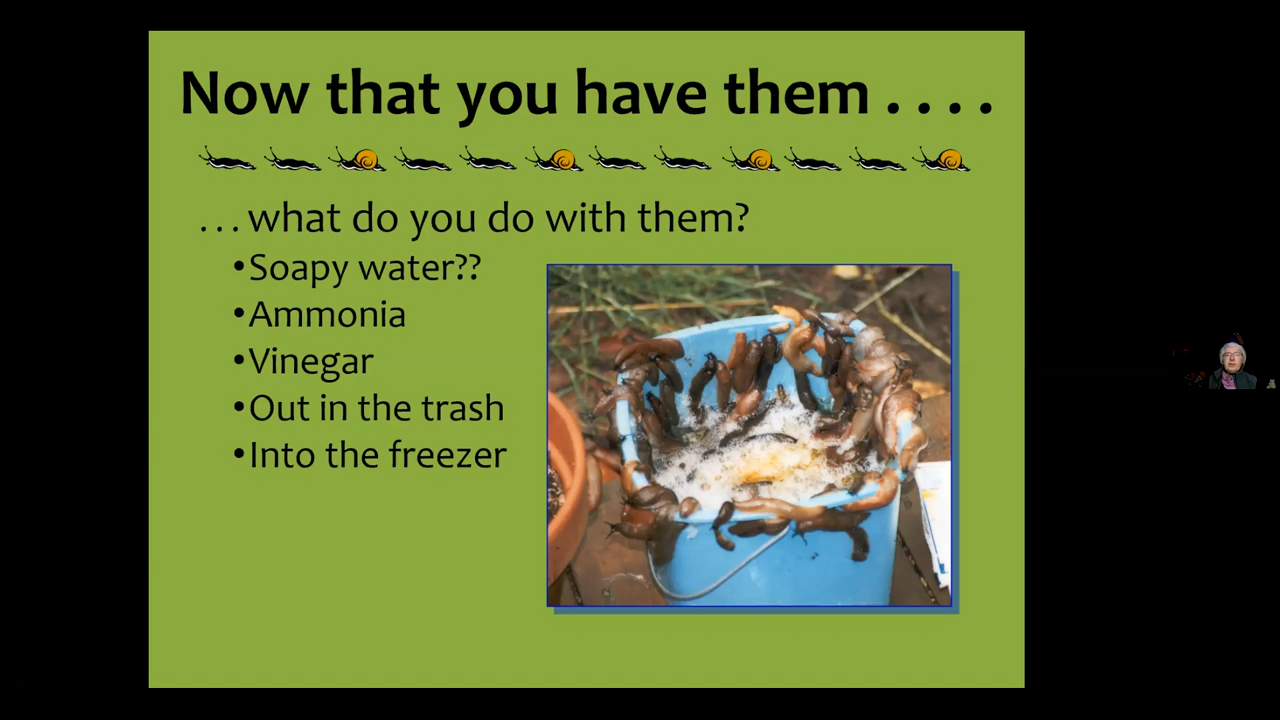 Now that you have them . . . .
. . . what do you do with them?
•Soapy water??
•Ammonia
•Vinegar
•Out in the trash
•Into the freezer